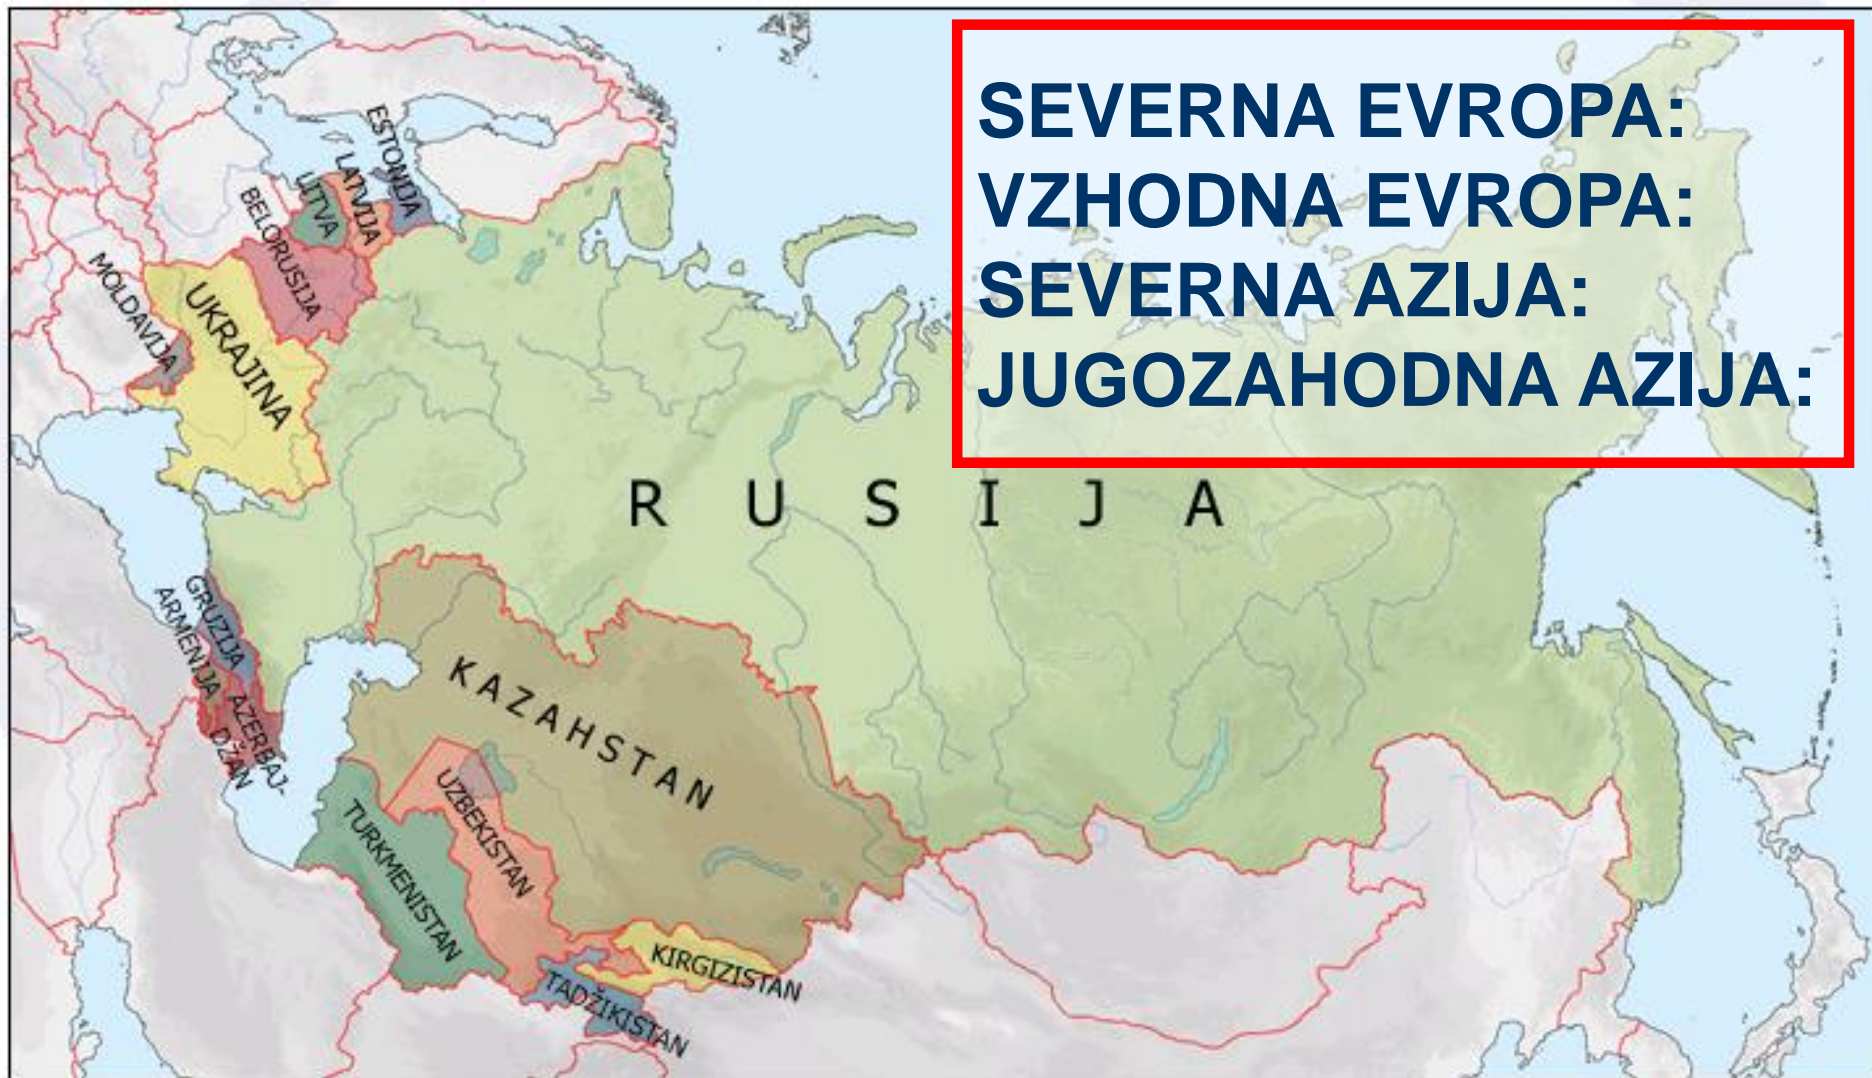 SEVERNA EVROPA:
VZHODNA EVROPA:
SEVERNA AZIJA:
JUGOZAHODNA AZIJA:
ESTONIJA
LATVIJA
LITVA
BELORUSIJA
MOLDAVIJA
UKRAJINA
RUSIJA
GRUZIJA
ARMENIJA
AZERBAJ-
DŽAN
KAZAHSTAN
UZBEKISTAN
TURKMENISTAN
KIRGIZISTAN
TADŽIKISTAN